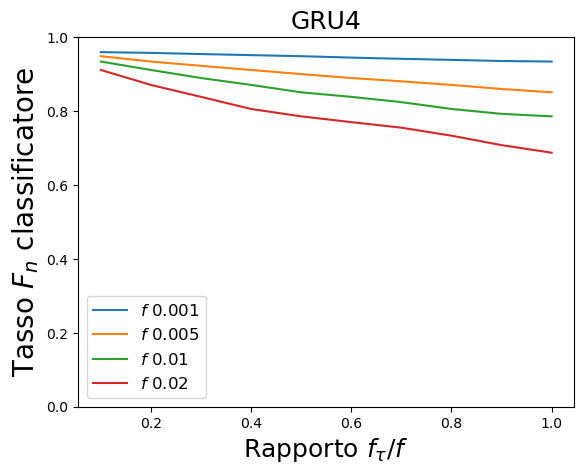 GRU4
Tasso $F_n$ classificatore
1.0
0.8
0.6
0.4
0.2
0.0
f 0.001
f 0.005
f 0.01
f 0.02
0.2 0.4 0.6 0.8 1.0
Rapporto $f_\tau/f$